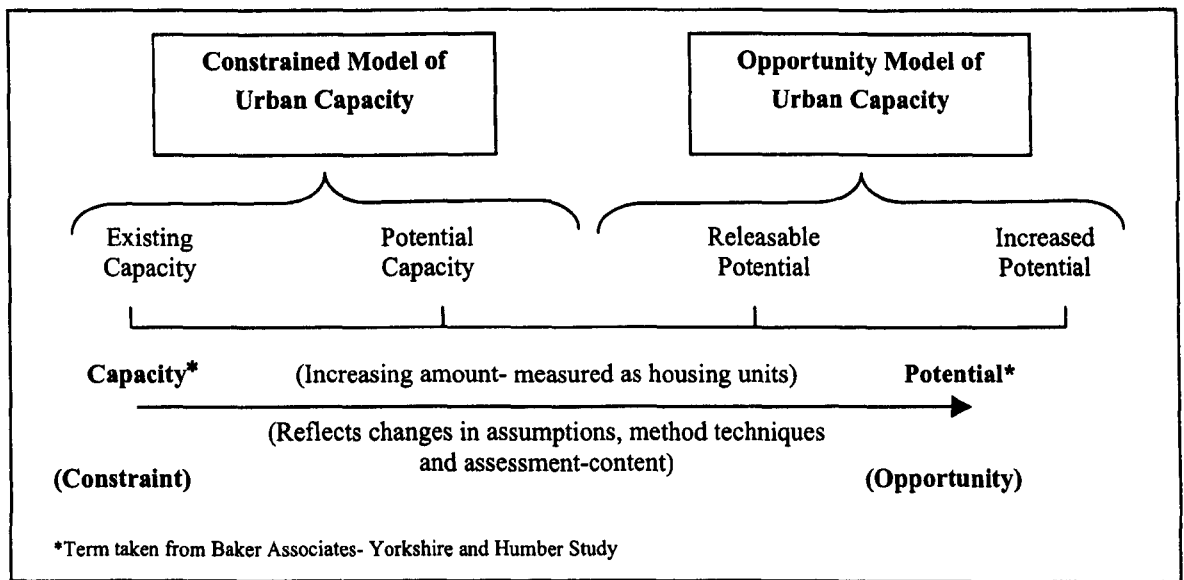 Constrained Model of
Urban Capacity
Opportunity Model of
Urban Capacity
Existing
Capacity
Potential
Capacity
Releasable
Potential
Increased
Potential
Capacity* (Increasing amount- measured as housing units) Potential*
(Reflects changes in assumptions, method techniques
and assessment-content)
(Constraint) (Opportunity)
*Term taken from Baker Associates- Yorkshire and Humber Study